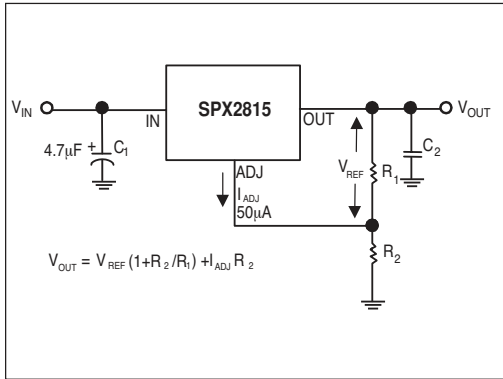 SPX2815
V_IN
IN
OUT
V_OUT
4.7µF + C_1
ADJ
I_ADJ
50µA
V_REF
R_1
C_2
R_2
V_OUT = V_REF (1+R_2/R_1) +I_ADJ R_2